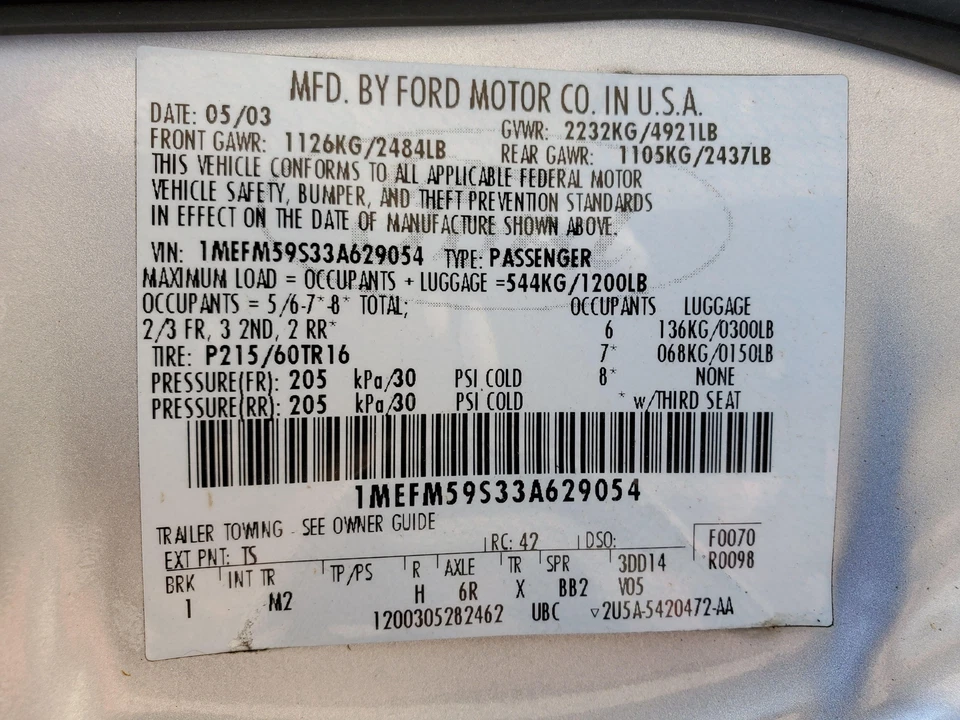 MFD. BY FORD MOTOR CO. IN U.S.A.
DATE: 05/03 GVWR: 2232KG/4921LB
FRONT GAWR: 1126KG/2484LB REAR GAWR: 1105KG/2437LB
THIS VEHICLE CONFORMS TO ALL APPLICABLE FEDERAL MOTOR
VEHICLE SAFETY, BUMPER, AND THEFT PREVENTION STANDARDS
IN EFFECT ON THE DATE OF MANUFACTURE SHOWN ABOVE.
VIN: 1MEFM59S33A629054 TYPE: PASSENGER
MAXIMUM LOAD = OCCUPANTS + LUGGAGE =544KG/1200LB
OCCUPANTS = 5/6-7*-8* TOTAL; OCCUPANTS LUGGAGE
2/3 FR, 3 2ND, 2 RR* 6 136KG/0300LB
TIRE: P215/60TR16 7* 068KG/0150LB
PRESSURE(FR): 205 kPa/30 PSI COLD 8* NONE
PRESSURE(RR): 205 kPa/30 PSI COLD * w/THIRD SEAT
1MEFM59S33A629054
TRAILER TOWING - SEE OWNER GUIDE
EXT PNT: TS RC: 42 DSO: F0070
BRK INT TR TP/PS R AXLE TR SPR 3DD14 R0098
1 M2 H 6R X BB2 V05
1200305282462 UBC ▽2U5A-5420472-AA